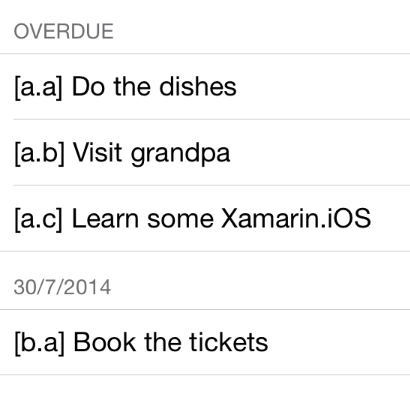 OVERDUE
[a.a] Do the dishes
[a.b] Visit grandpa
[a.c] Learn some Xamarin.iOS
30/7/2014
[b.a] Book the tickets